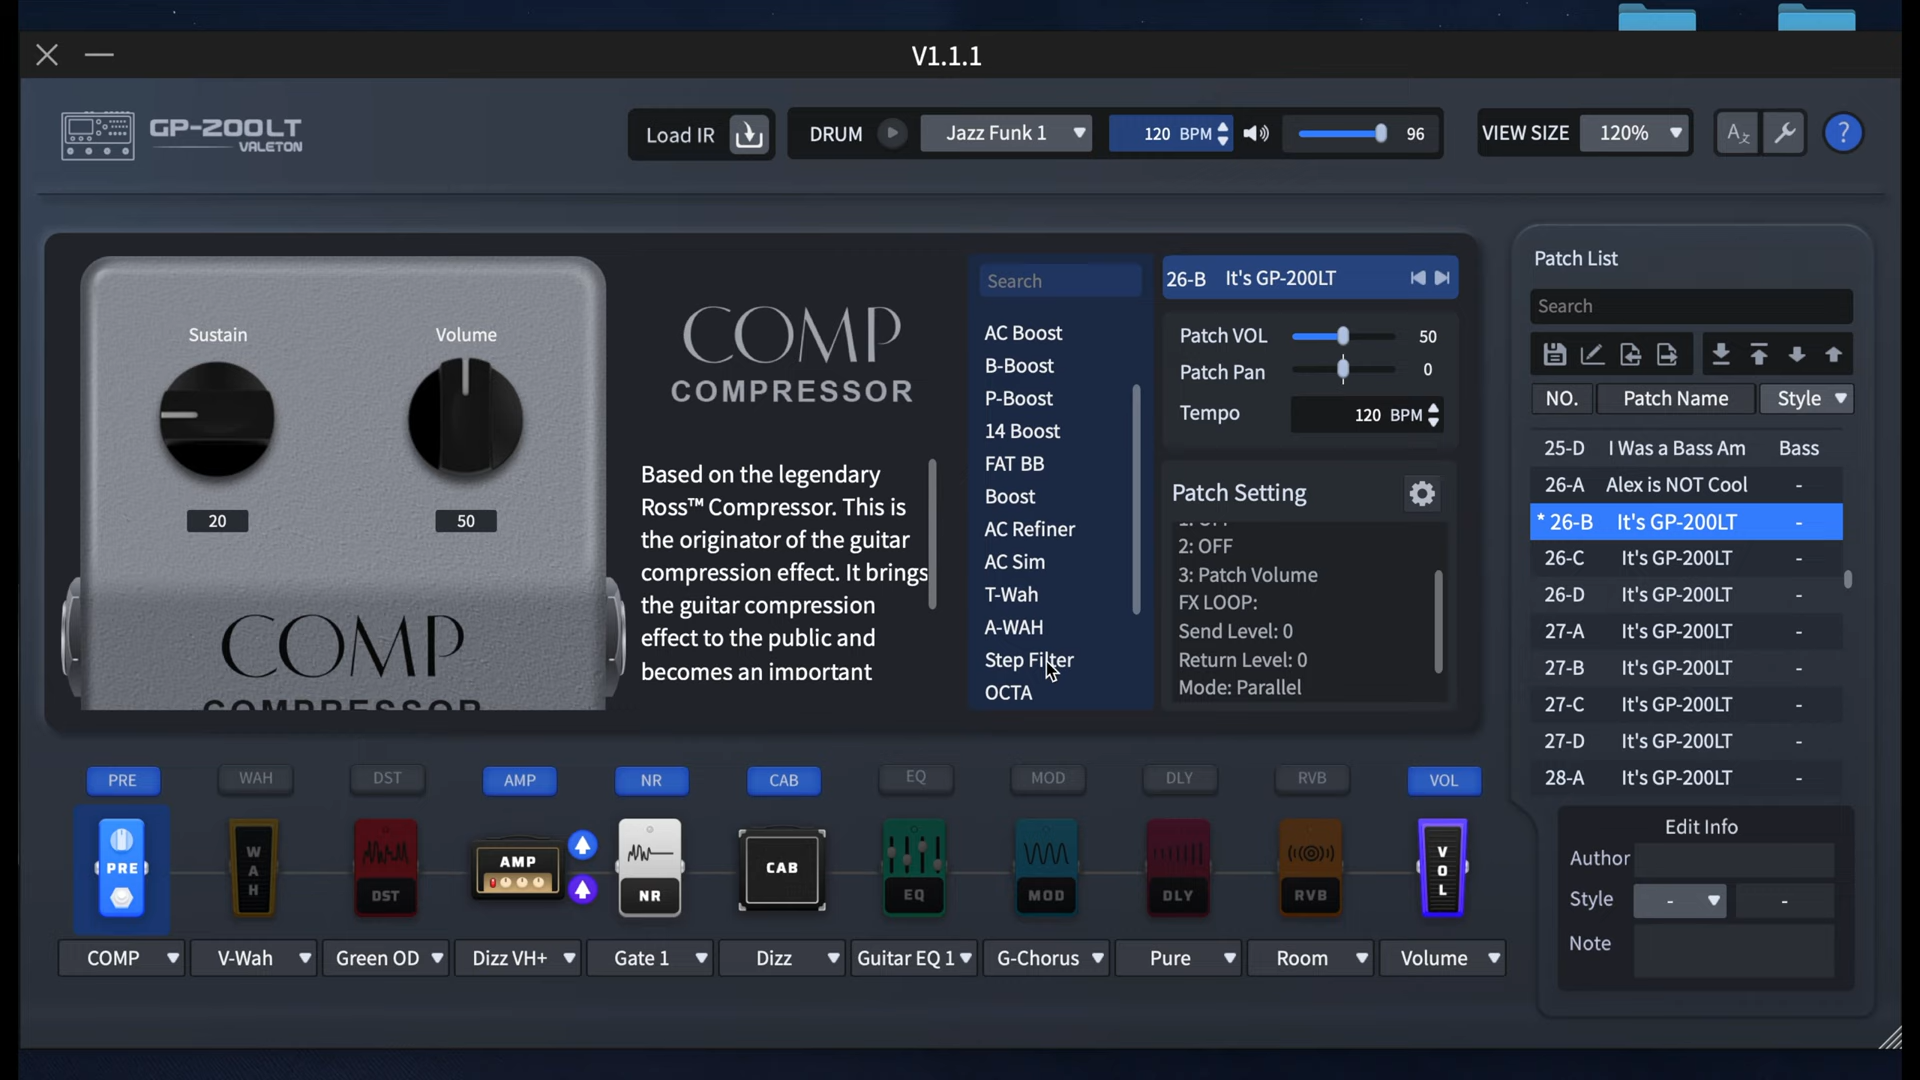 V1.1.1
GP-200LT
VALETON
Load IR
DRUM
Jazz Funk 1
120 BPM
96
VIEW SIZE
120%
Az
?
Sustain
Volume
20
50
COMP
COMPRESSOR
COMP
COMPRESSOR
Based on the legendary
Ross™ Compressor. This is
the originator of the guitar
compression effect. It brings
the guitar compression
effect to the public and
becomes an important
Search
AC Boost
B-Boost
P-Boost
14 Boost
FAT BB
Boost
AC Refiner
AC Sim
T-Wah
A-WAH
Step Filter
OCTA
26-B It's GP-200LT
Patch VOL 50
Patch Pan 0
Tempo 120 BPM
Patch Setting
1: OFF
2: OFF
3: Patch Volume
FX LOOP:
Send Level: 0
Return Level: 0
Mode: Parallel
Patch List
Search
NO. Patch Name Style
25-D I Was a Bass Am Bass
26-A Alex is NOT Cool -
* 26-B It's GP-200LT -
26-C It's GP-200LT -
26-D It's GP-200LT -
27-A It's GP-200LT -
27-B It's GP-200LT -
27-C It's GP-200LT -
27-D It's GP-200LT -
28-A It's GP-200LT -
Edit Info
Author
Style - -
Note
PRE WAH DST AMP NR CAB EQ MOD DLY RVB VOL
PRE WAH DST AMP NR CAB EQ MOD DLY RVB VOL
COMP V-Wah Green OD Dizz VH+ Gate 1 Dizz Guitar EQ 1 G-Chorus Pure Room Volume